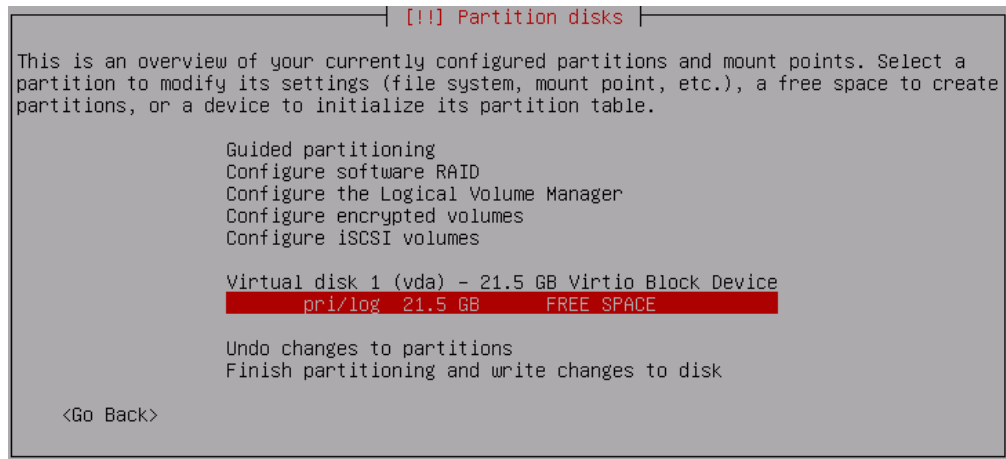 [!!] Partition disks
This is an overview of your currently configured partitions and mount points. Select a
partition to modify its settings (file system, mount point, etc.), a free space to create
partitions, or a device to initialize its partition table.
Guided partitioning
Configure software RAID
Configure the Logical Volume Manager
Configure encrypted volumes
Configure iSCSI volumes
Virtual disk 1 (vda) - 21.5 GB Virtio Block Device
pri/log 21.5 GB FREE SPACE
Undo changes to partitions
Finish partitioning and write changes to disk
<Go Back>